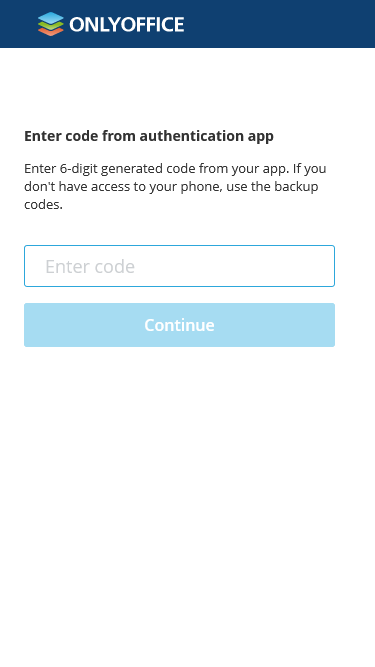 ONLYOFFICE
Enter code from authentication app
Enter 6-digit generated code from your app. If you
don't have access to your phone, use the backup
codes.
Enter code
Continue